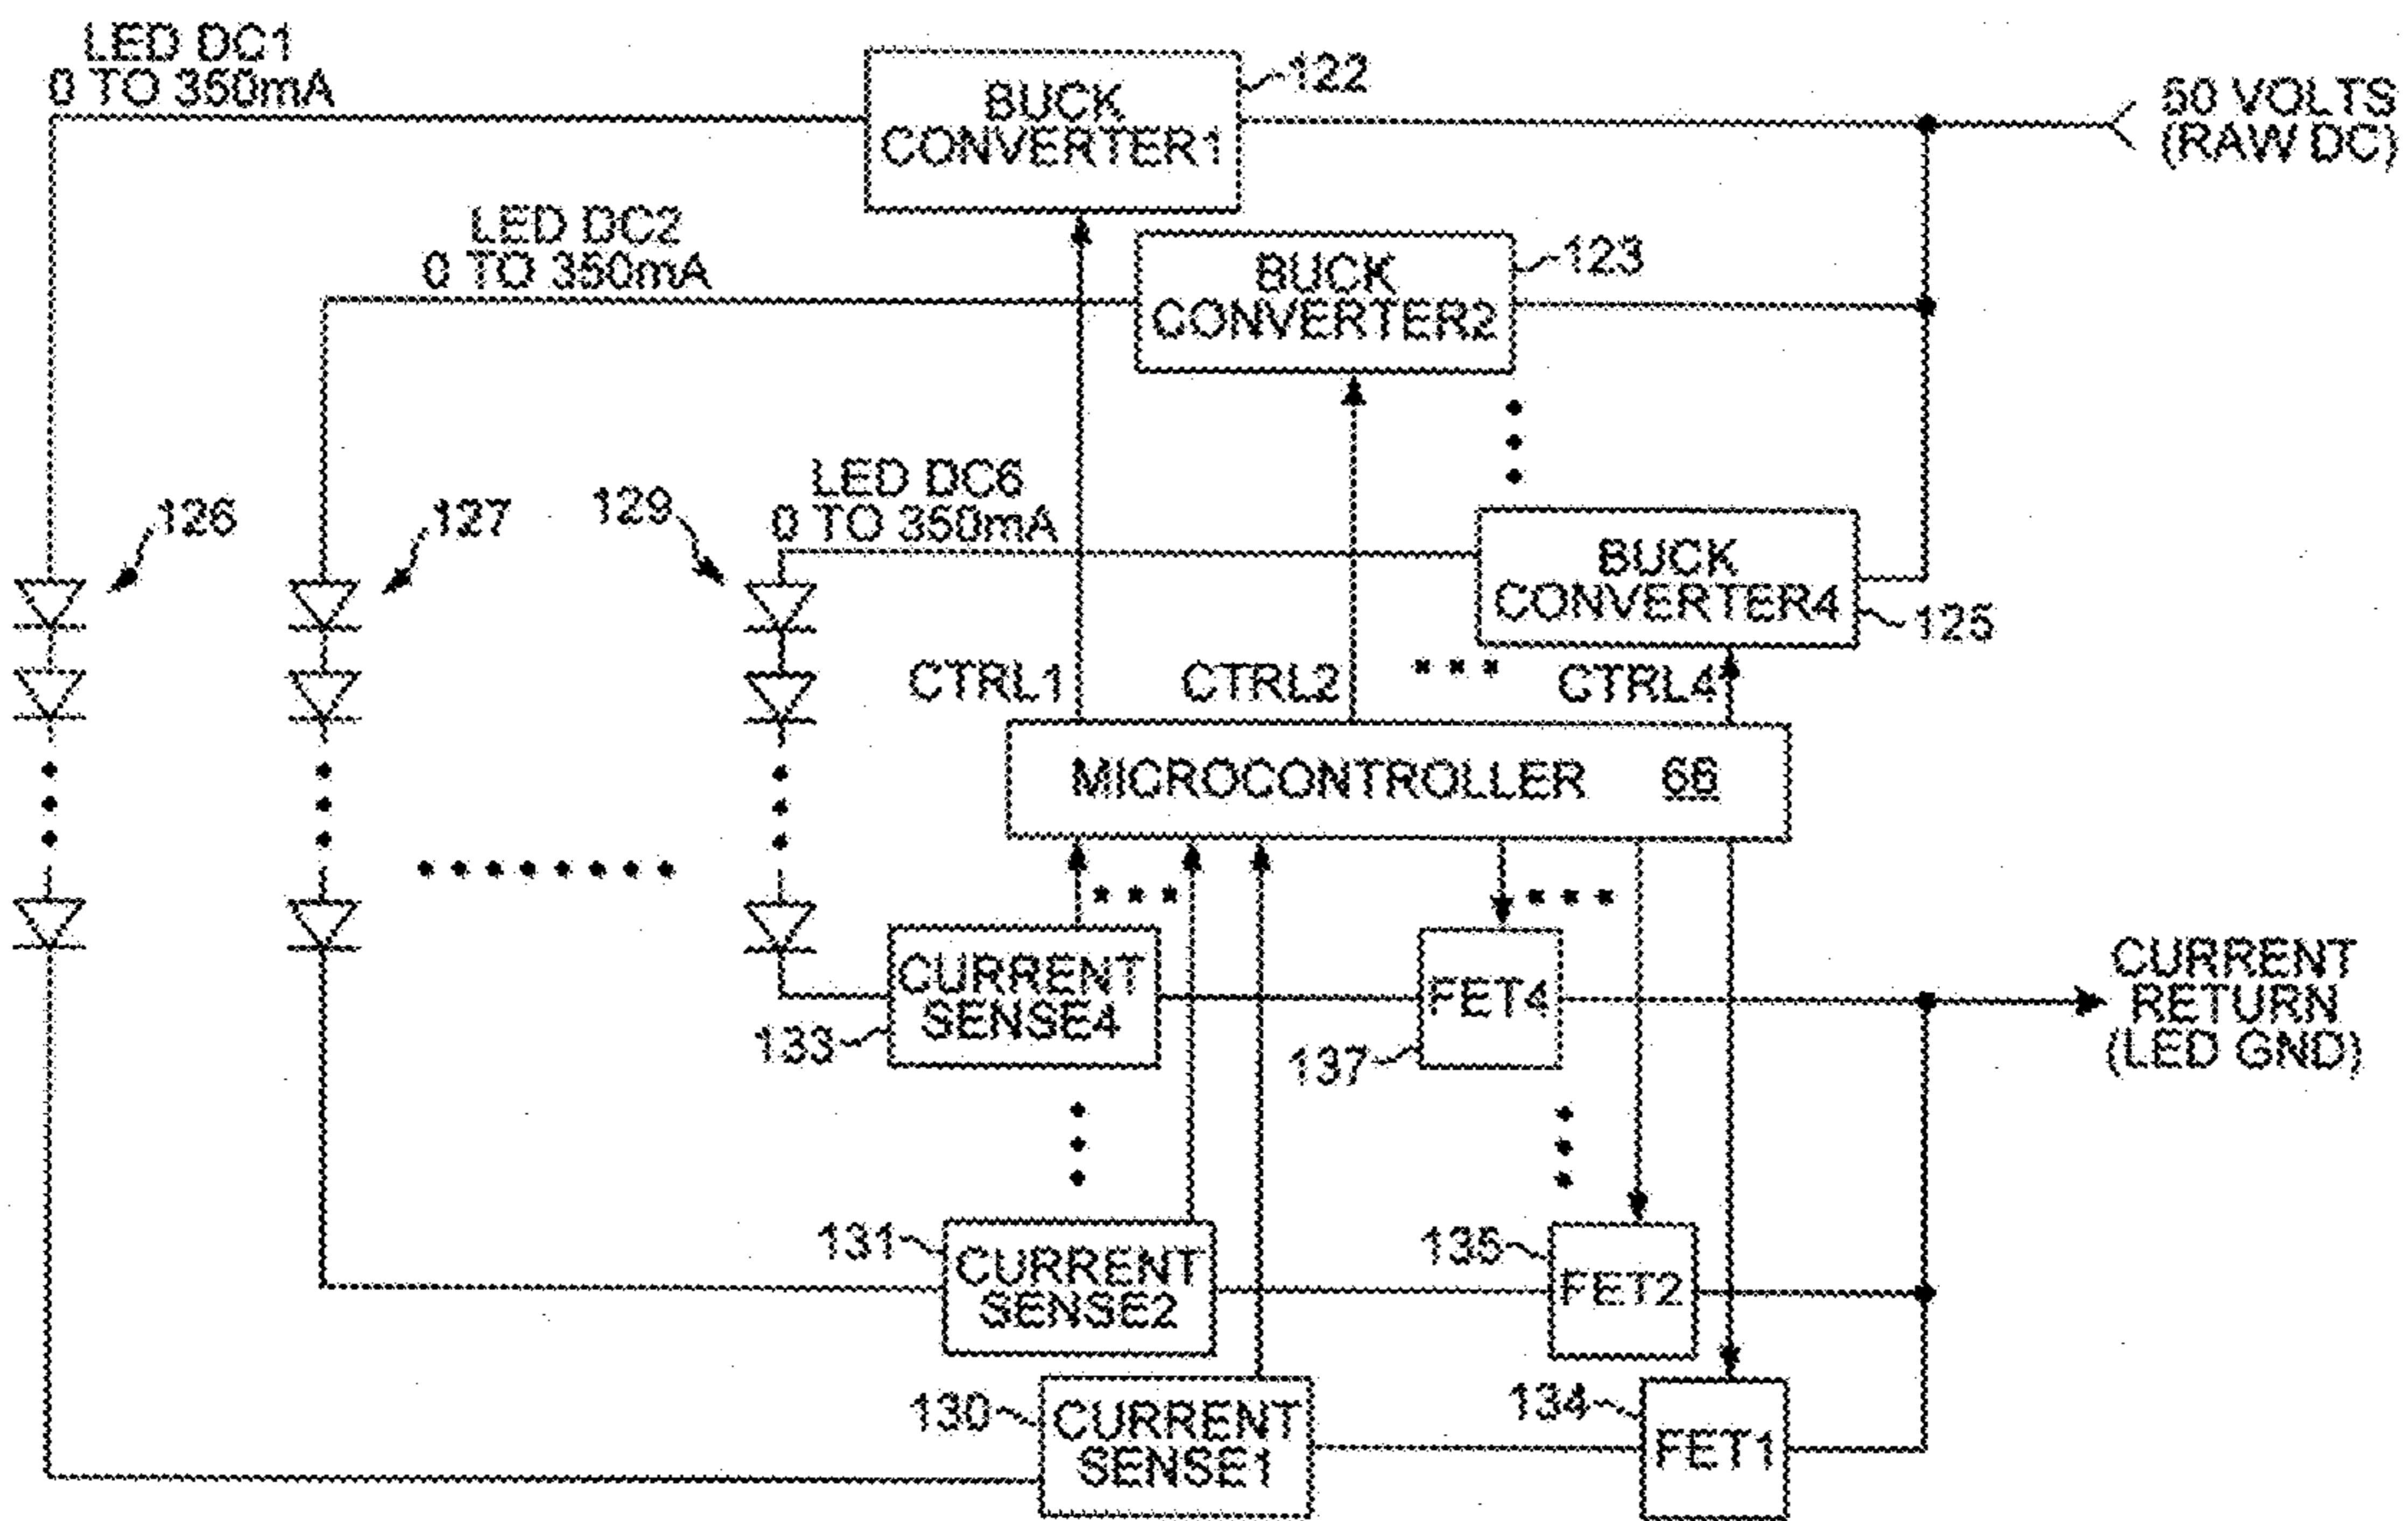 LED DC1
0 TO 350mA
BUCK
CONVERTER1
122
50 VOLTS
(RAW DC)
LED DC2
0 TO 350mA
BUCK
CONVERTER2
123
LED DC6
0 TO 350mA
126
127
129
BUCK
CONVERTER4
125
CTRL1
CTRL2
CTRL4
MICROCONTROLLER 66
CURRENT
SENSE4
133
FET4
137
CURRENT
RETURN
(LED GND)
131
CURRENT
SENSE2
135
FET2
130
CURRENT
SENSE1
134
FET1